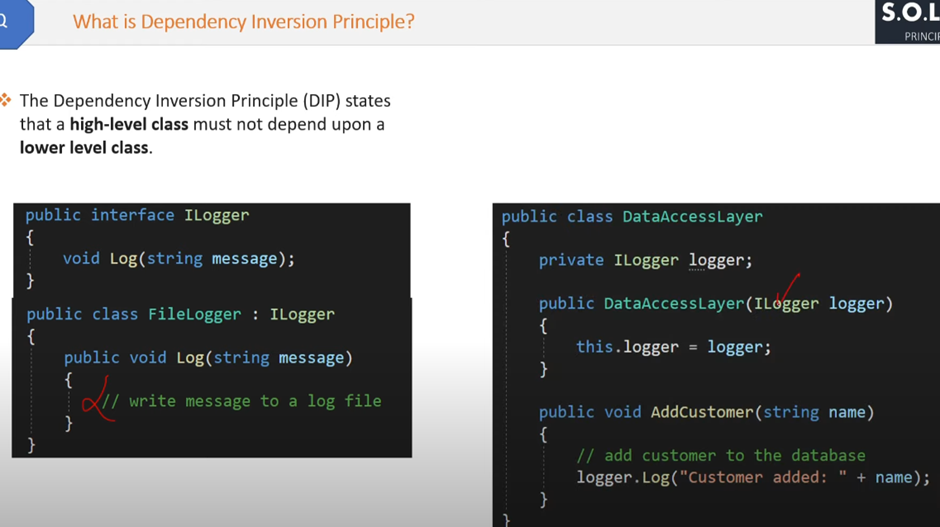 What is Dependency Inversion Principle?
S.O.L
PRINCIP
The Dependency Inversion Principle (DIP) states
that a high-level class must not depend upon a
lower level class.
public interface ILogger
{
void Log(string message);
}
public class FileLogger : ILogger
{
public void Log(string message)
{
// write message to a log file
}
}
public class DataAccessLayer
{
private ILogger logger;
public DataAccessLayer(ILogger logger)
{
this.logger = logger;
}
public void AddCustomer(string name)
{
// add customer to the database
logger.Log("Customer added: " + name);
}
}